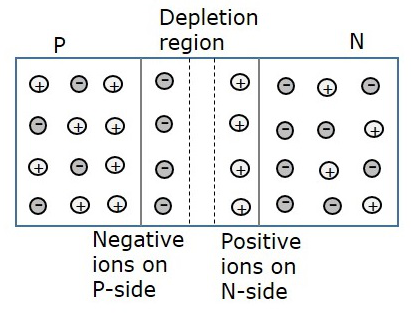 Depletion
region
P
N
+ - + - + - + -
- + + - + - - +
+ - + - + - + -
- + + - + - - +
Negative
ions on
P-side
Positive
ions on
N-side